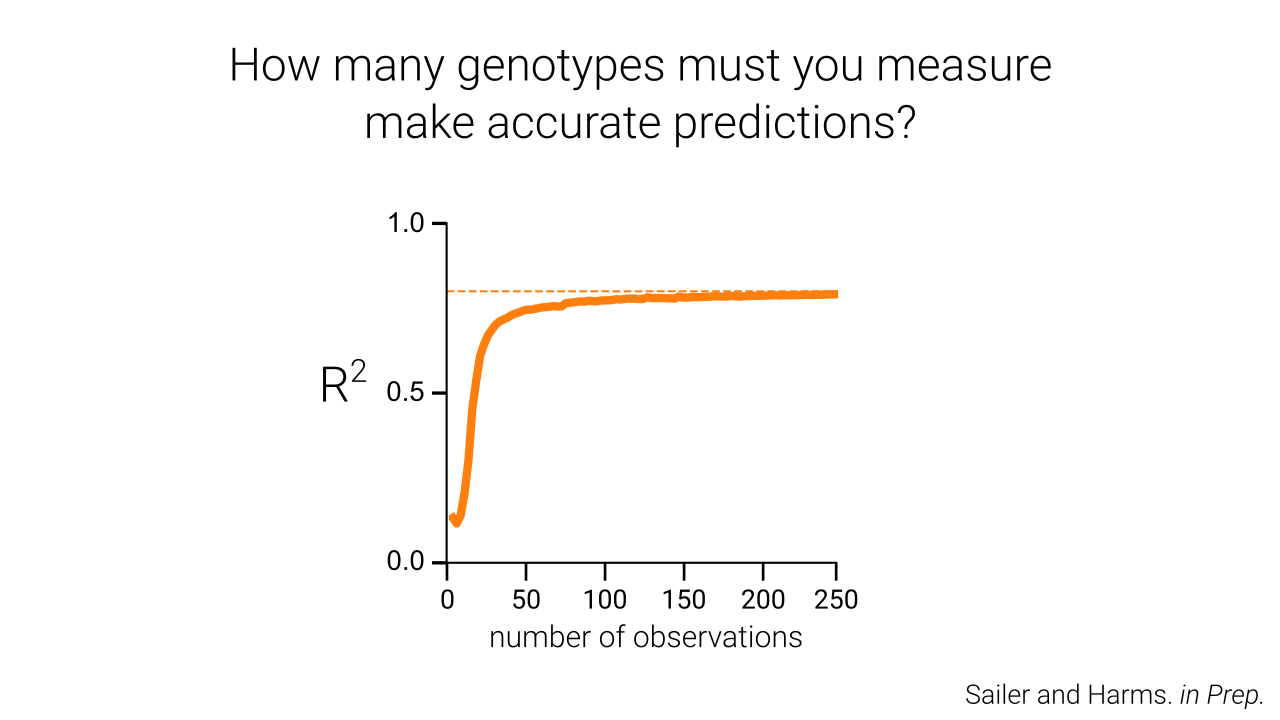 How many genotypes must you measure
make accurate predictions?
1.0
R²
0.5
0.0
0 50 100 150 200 250
number of observations
Sailer and Harms. in Prep.